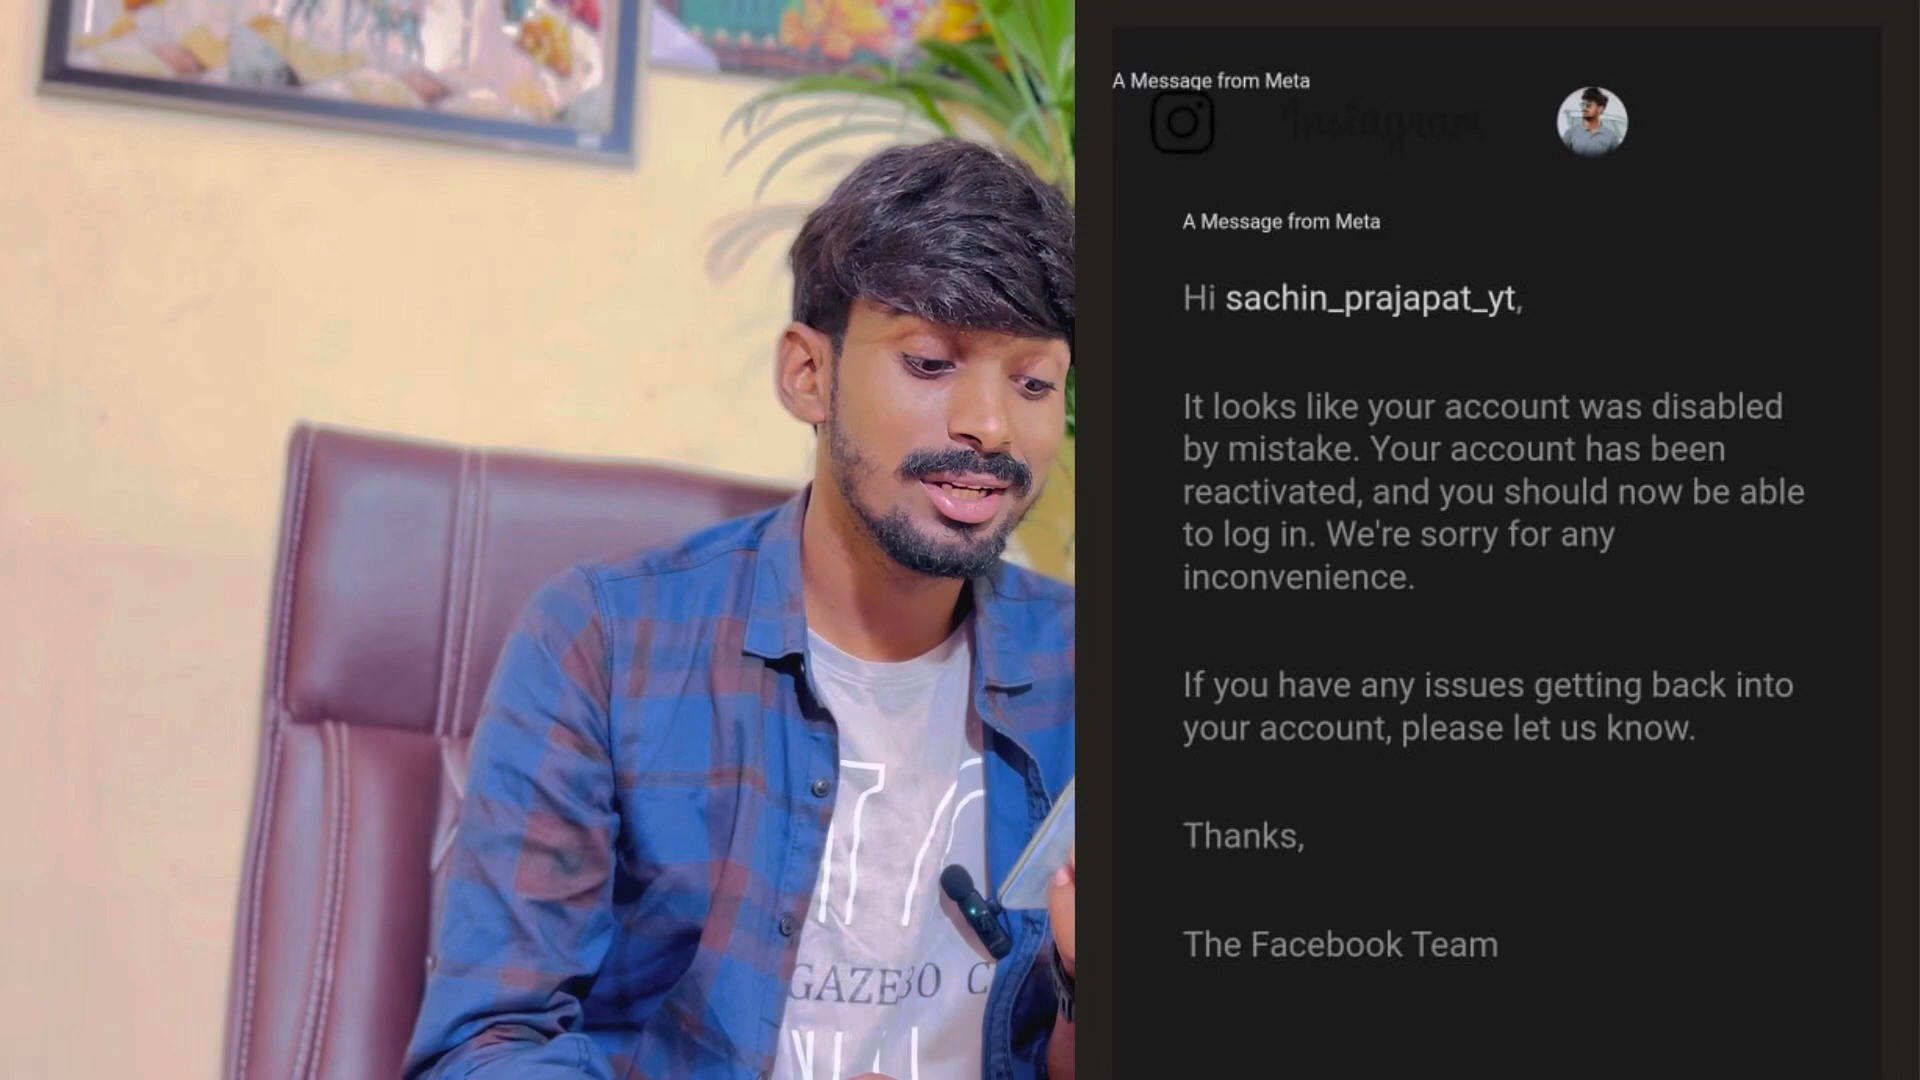 A Message from Meta
Instagram
A Message from Meta
Hi sachin_prajapat_yt,
It looks like your account was disabled
by mistake. Your account has been
reactivated, and you should now be able
to log in. We're sorry for any
inconvenience.
If you have any issues getting back into
your account, please let us know.
Thanks,
The Facebook Team
GAZEBO C